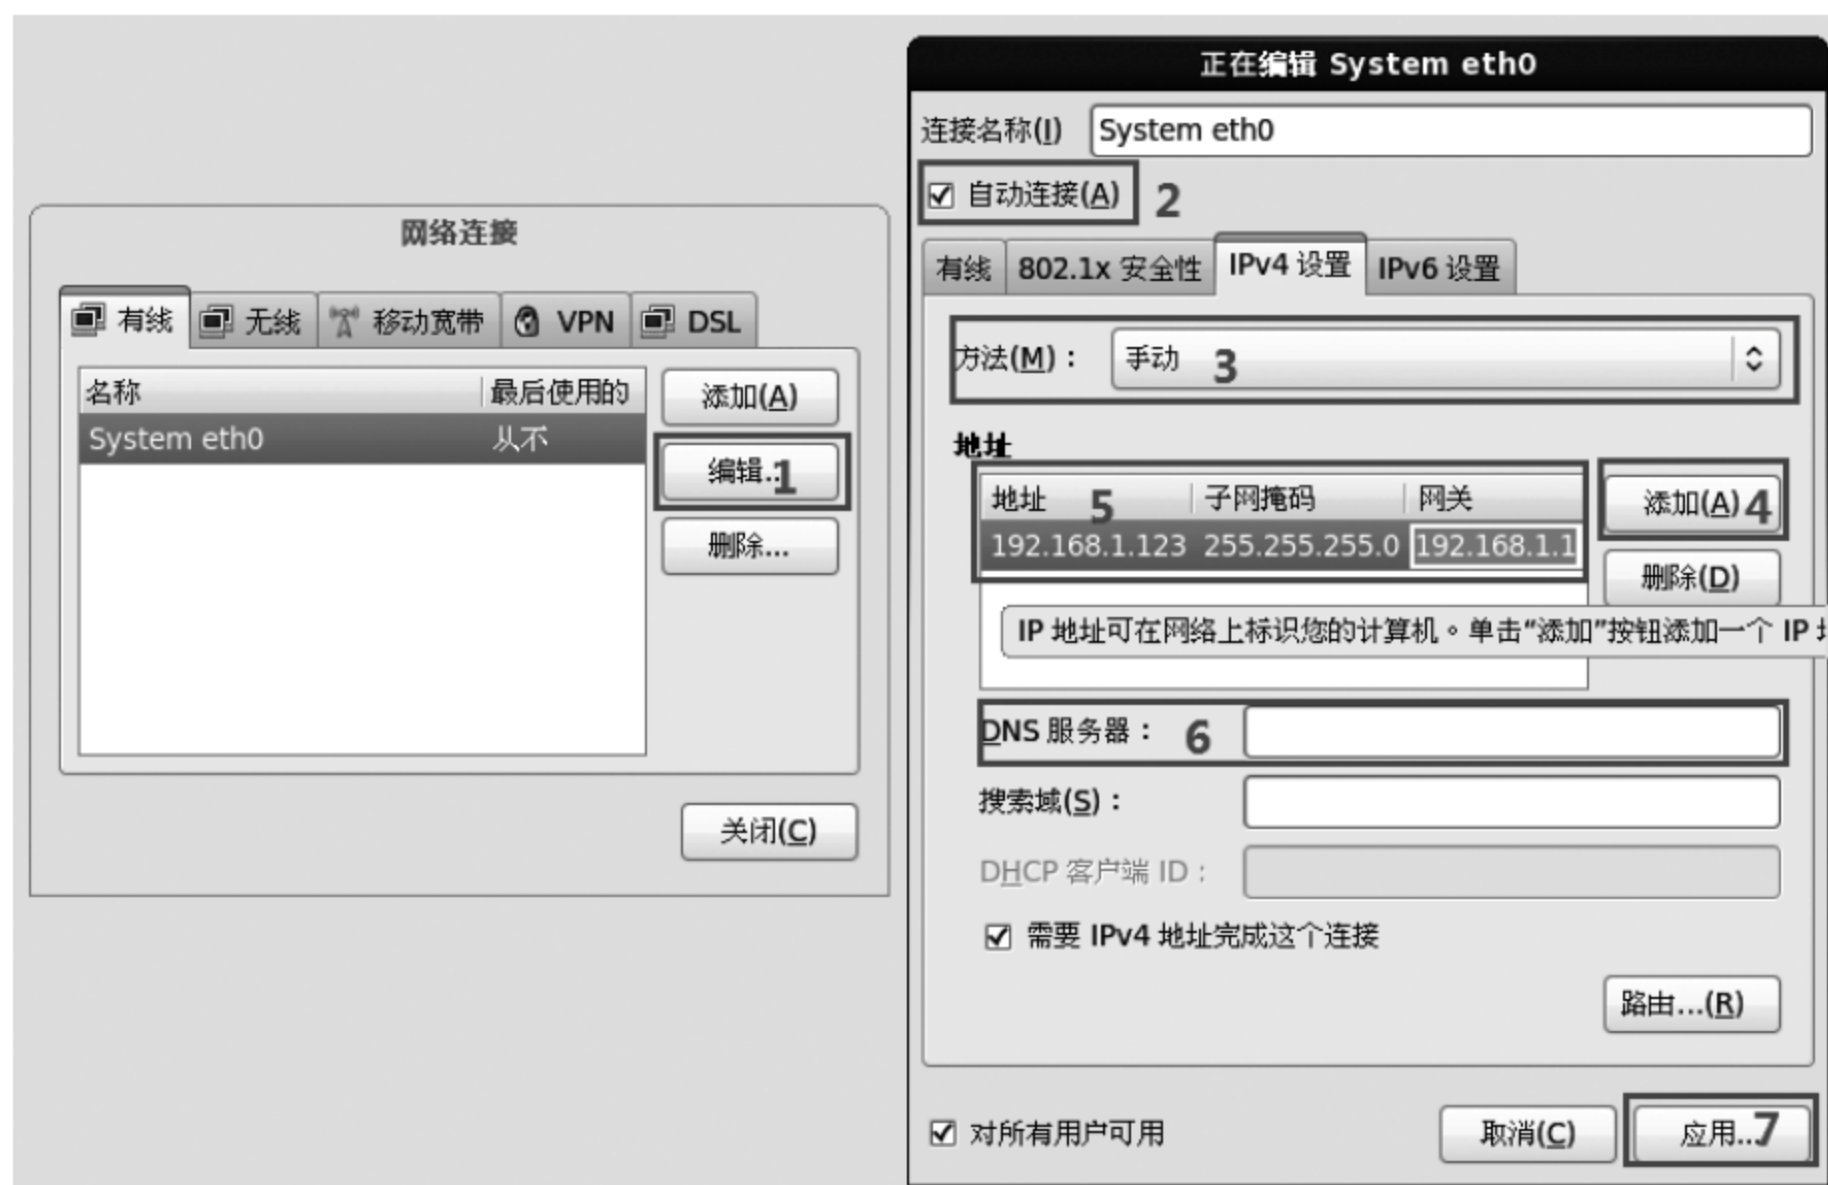 网络连接
有线 无线 移动宽带 VPN DSL
名称 最后使用的
System eth0 从不
添加(A)
编辑... 1
删除...
关闭(C)
正在编辑 System eth0
连接名称(I) System eth0
自动连接(A) 2
有线 802.1x 安全性 IPv4 设置 IPv6 设置
方法(M)： 手动 3
地址
地址 5 子网掩码 网关
192.168.1.123 255.255.255.0 192.168.1.1
添加(A) 4
删除(D)
IP 地址可在网络上标识您的计算机。单击“添加”按钮添加一个 IP
DNS 服务器： 6
搜索域(S)：
DHCP 客户端 ID：
需要 IPv4 地址完成这个连接
路由...(R)
对所有用户可用
取消(C)
应用... 7